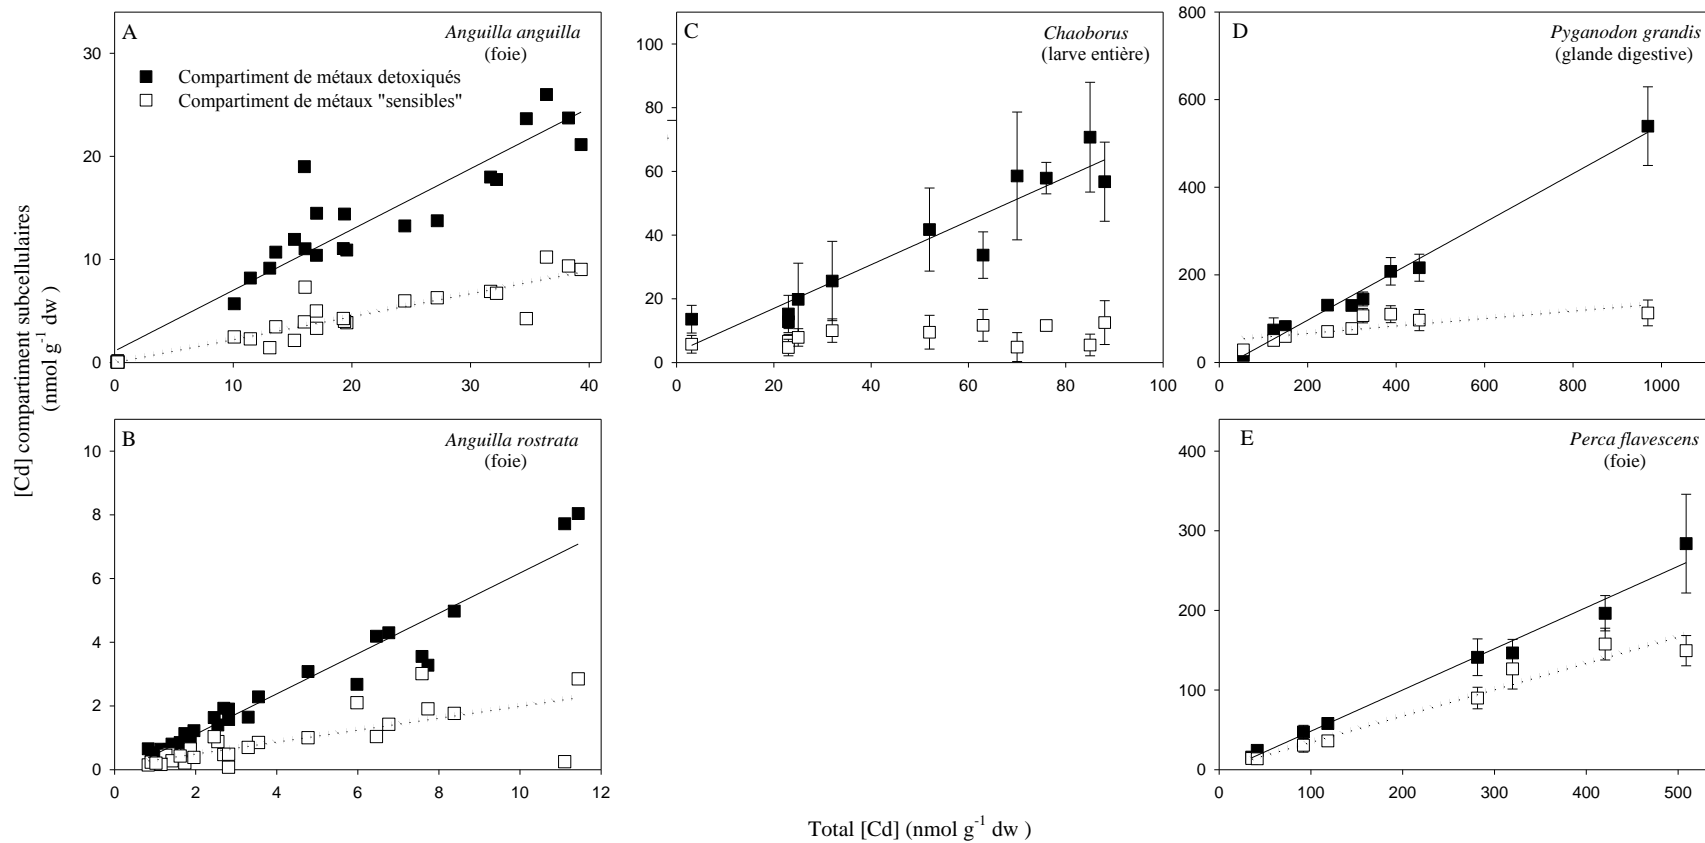 A
Anguilla anguilla
(foie)
Compartiment de métaux detoxiqués
Compartiment de métaux "sensibles"
30
20
10
0
0
10
20
30
40
C
Chaoborus
(larve entière)
100
80
60
40
20
0
0
20
40
60
80
100
D
Pyganodon grandis
(glande digestive)
800
600
400
200
0
0
200
400
600
800
1000
B
Anguilla rostrata
(foie)
10
8
6
4
2
0
0
2
4
6
8
10
12
E
Perca flavescens
(foie)
400
300
200
100
0
0
100
200
300
400
500
[Cd] compartiment subcellulaires
(nmol g-1 dw)
Total [Cd] (nmol g-1 dw )